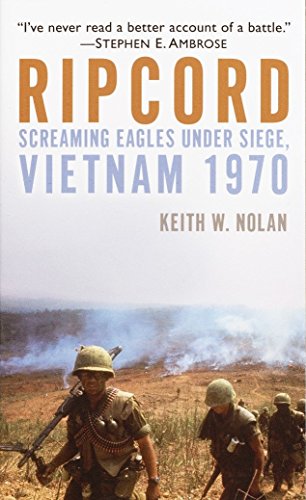 “I’ve never read a better account of a battle.”
—STEPHEN E. AMBROSE
RIPCORD
SCREAMING EAGLES UNDER SIEGE,
VIETNAM 1970
KEITH W. NOLAN